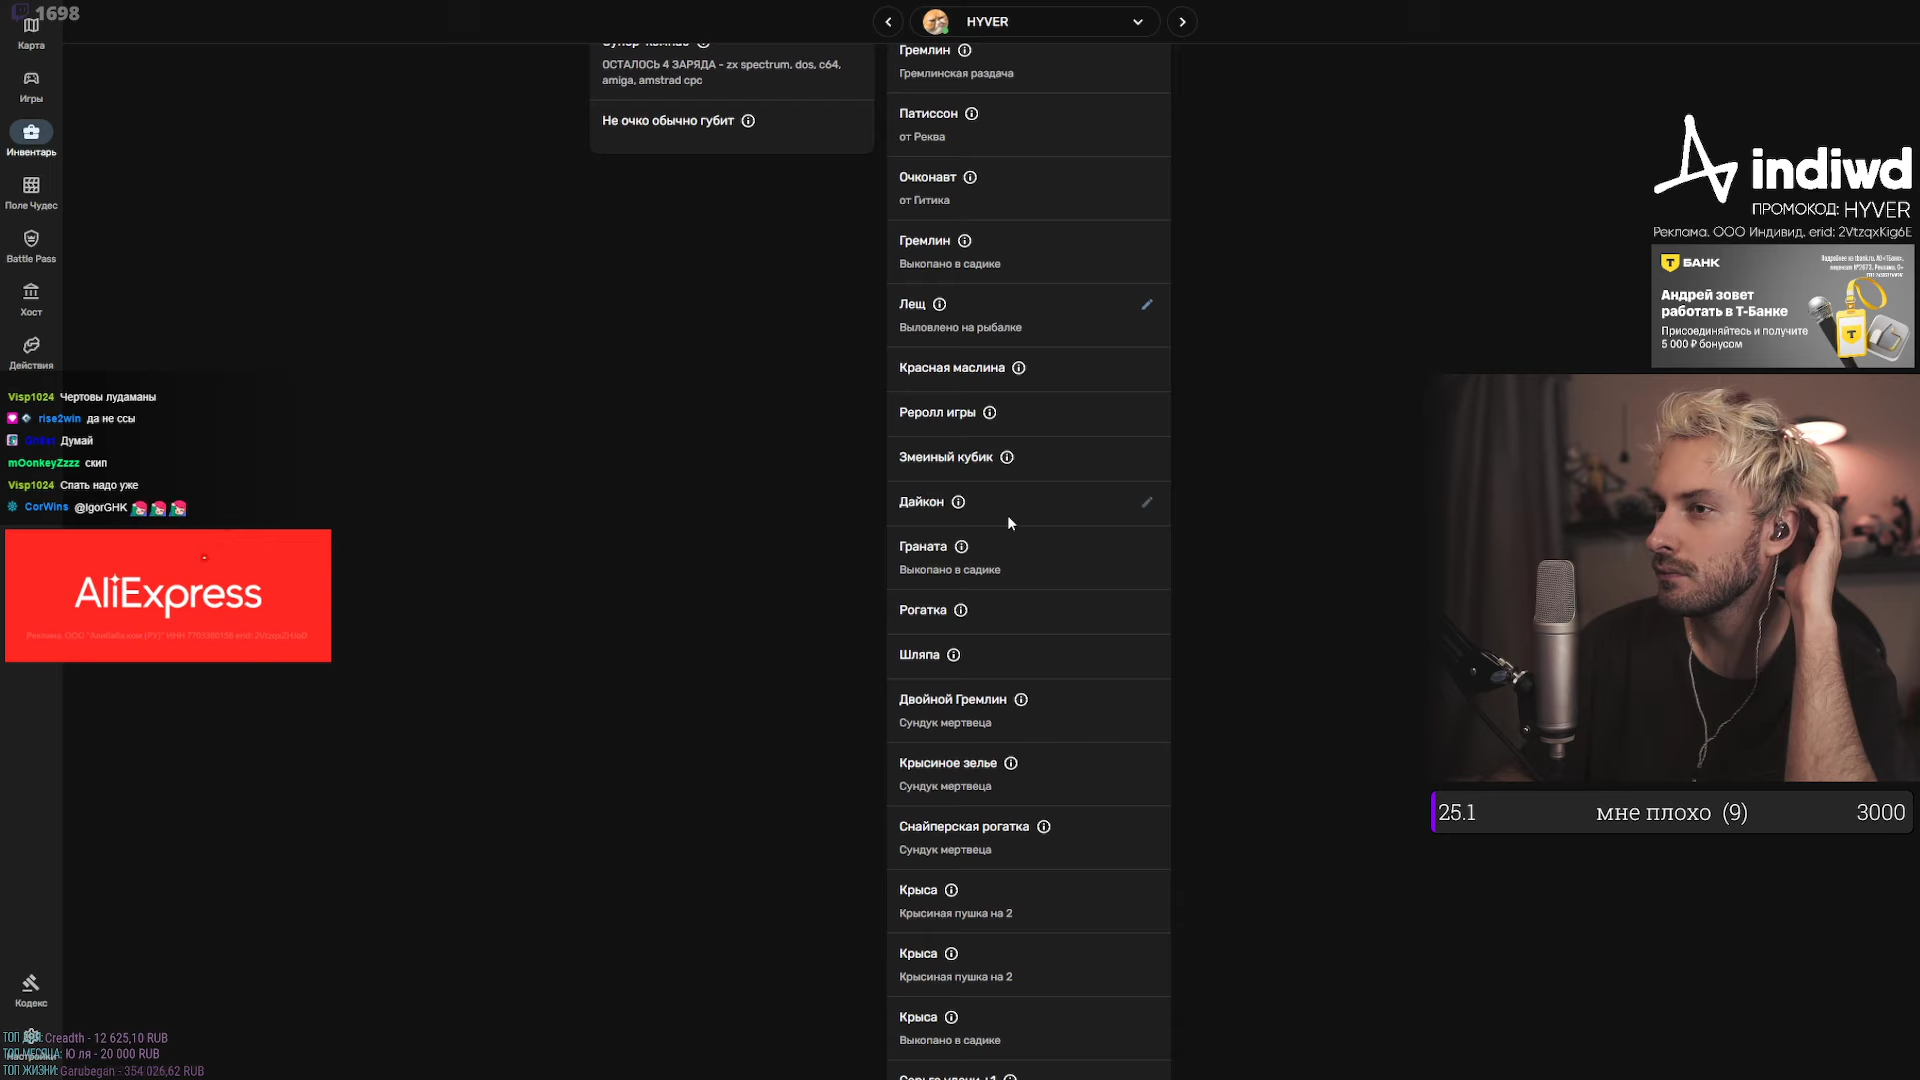 1698
Карта
Игры
Инвентарь
Поле Чудес
Battle Pass
Хост
Действия
Visp1024 Чертовы лудаманы
rise2win да не ссы
Думай
mOonkeyZzzz скип
Visp1024 Спать надо уже
CorWins @IgorGHK
AliExpress
Кодекс
ТОП Creadth - 12 625,10 RUB
ТОП МЕСЯЦА: Ю ля - 20 000 RUB
ТОП ЖИЗНИ: Garubegan - 354 026,62 RUB
HYVER
ОСТАЛОСЬ 4 ЗАРЯДА - zx spectrum, dos, c64,
amiga, amstrad cpc
Не очко обычно губит
Гремлин
Гремлинская раздача
Патиссон
от Реква
Очконавт
от Гитика
Гремлин
Выкопано в садике
Лещ
Выловлено на рыбалке
Красная маслина
Реролл игры
Змеиный кубик
Дайкон
Граната
Выкопано в садике
Рогатка
Шляпа
Двойной Гремлин
Сундук мертвеца
Крысиное зелье
Сундук мертвеца
Снайперская рогатка
Сундук мертвеца
Крыса
Крысиная пушка на 2
Крыса
Крысиная пушка на 2
Крыса
Выкопано в садике
indiwd
ПРОМОКОД: HYVER
Реклама. ООО Индивид. erid: 2VtzqxKig6E
Т БАНК
Андрей зовет
работать в Т-Банке
Присоединяйтесь и получите
5 000 ₽ бонусом
25.1 мне плохо (9) 3000